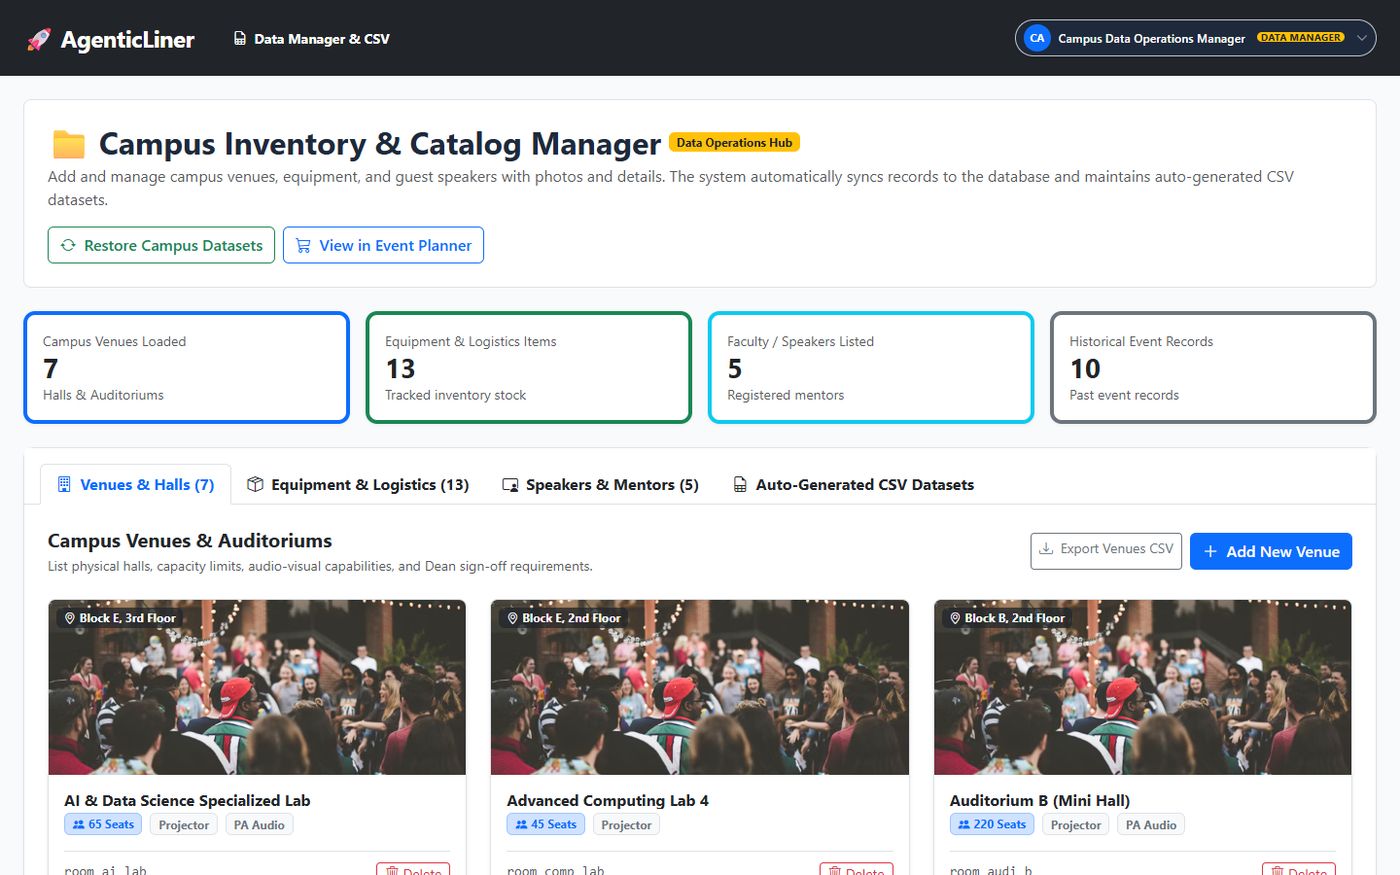 AgenticLiner
Data Manager & CSV
CA Campus Data Operations Manager DATA MANAGER
Campus Inventory & Catalog Manager Data Operations Hub
Add and manage campus venues, equipment, and guest speakers with photos and details. The system automatically syncs records to the database and maintains auto-generated CSV
datasets.
Restore Campus Datasets
View in Event Planner
Campus Venues Loaded
7
Halls & Auditoriums
Equipment & Logistics Items
13
Tracked inventory stock
Faculty / Speakers Listed
5
Registered mentors
Historical Event Records
10
Past event records
Venues & Halls (7)
Equipment & Logistics (13)
Speakers & Mentors (5)
Auto-Generated CSV Datasets
Campus Venues & Auditoriums
List physical halls, capacity limits, audio-visual capabilities, and Dean sign-off requirements.
Export Venues CSV
Add New Venue
Block E, 3rd Floor
AI & Data Science Specialized Lab
65 Seats Projector PA Audio
room_ai_lab
Delete
Block E, 2nd Floor
Advanced Computing Lab 4
45 Seats Projector
room_comp_lab
Delete
Block B, 2nd Floor
Auditorium B (Mini Hall)
220 Seats Projector PA Audio
room_audi_b
Delete